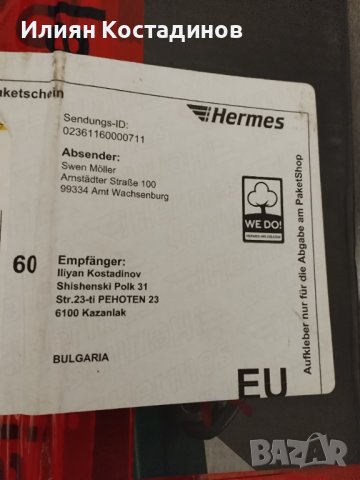 Илиян Костадинов
aketschein
Hermes
Sendungs-ID:
02361160000711
Absender:
Swen Möller
Arnstädter Straße 100
99334 Amt Wachsenburg
WE DO!
60
Empfänger:
Iliyan Kostadinov
Shishenski Polk 31
Str.23-ti PEHOTEN 23
6100 Kazanlak
BULGARIA
EU
Aufkleber nur für die Abgabe am PaketShop
BAZAR